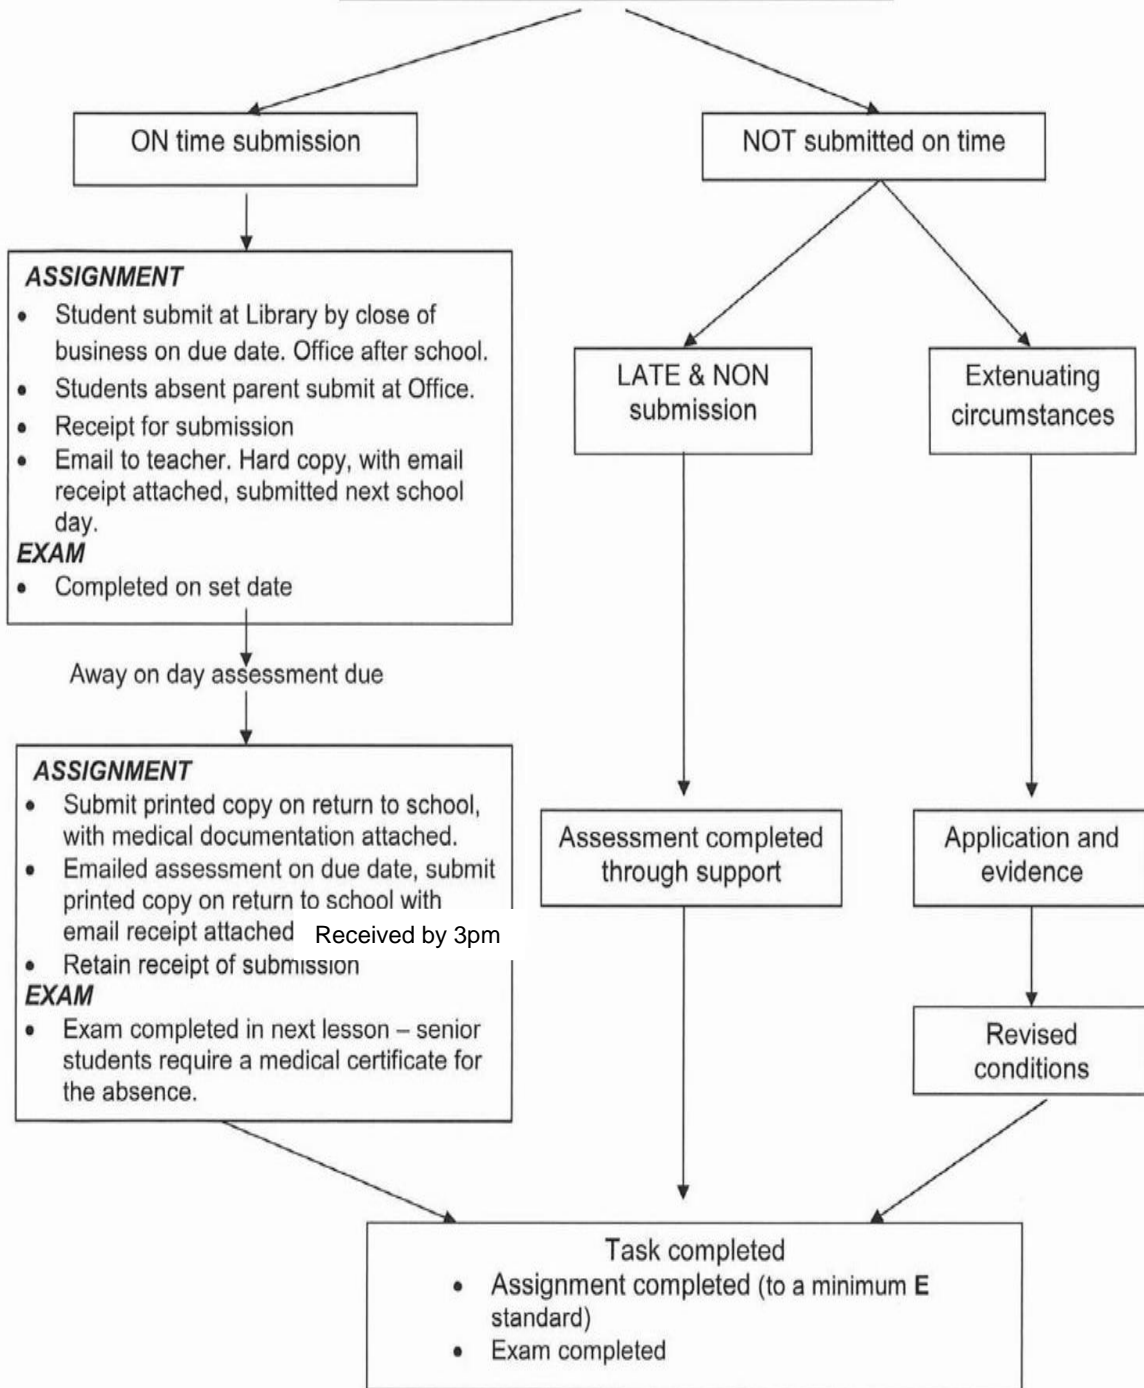 ON time submission
NOT submitted on time
ASSIGNMENT
• Student submit at Library by close of
business on due date. Office after school.
• Students absent parent submit at Office.
• Receipt for submission
• Email to teacher. Hard copy, with email
receipt attached, submitted next school
day.
EXAM
• Completed on set date
LATE & NON
submission
Extenuating
circumstances
Away on day assessment due
ASSIGNMENT
• Submit printed copy on return to school,
with medical documentation attached.
• Emailed assessment on due date, submit
printed copy on return to school with
email receipt attached Received by 3pm
• Retain receipt of submission
EXAM
• Exam completed in next lesson – senior
students require a medical certificate for
the absence.
Assessment completed
through support
Application and
evidence
Revised
conditions
Task completed
• Assignment completed (to a minimum E
standard)
• Exam completed